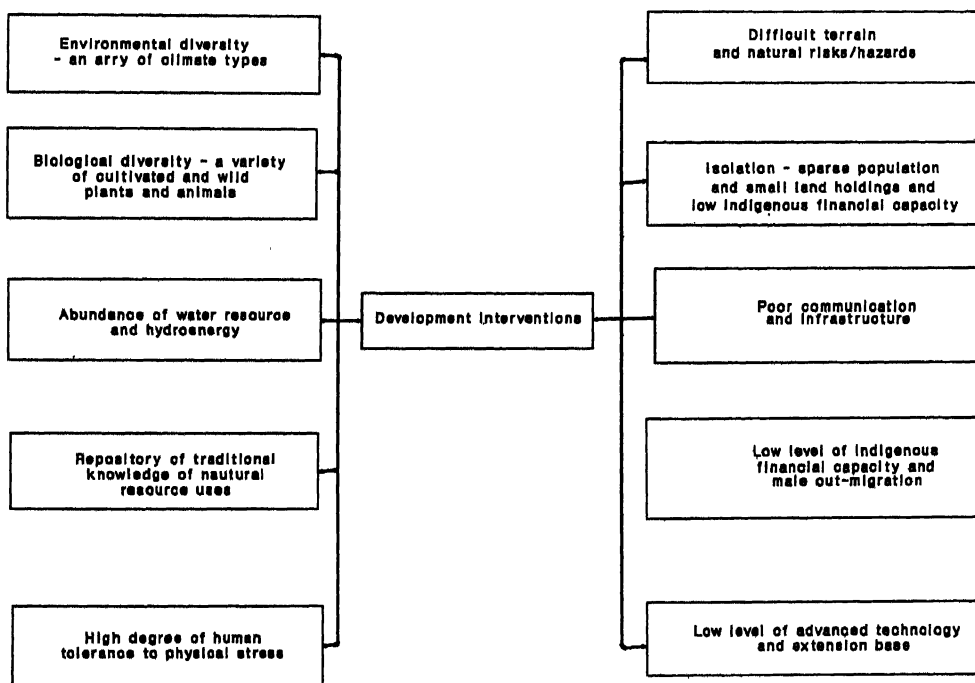 Environmental diversity
- an arry of climate types
Biological diversity - a variety
of cultivated and wild
plants and animals
Abundance of water resource
and hydroenergy
Repository of traditional
knowledge of nautural
resource uses
High degree of human
tolerance to physical stress
Development interventions
Difficult terrain
and natural risks/hazards
Isolation - sparse population
and small land holdings and
low indigenous financial capacity
Poor communication
and infrastructure
Low level of indigenous
financial capacity and
male out-migration
Low level of advanced technology
and extension base